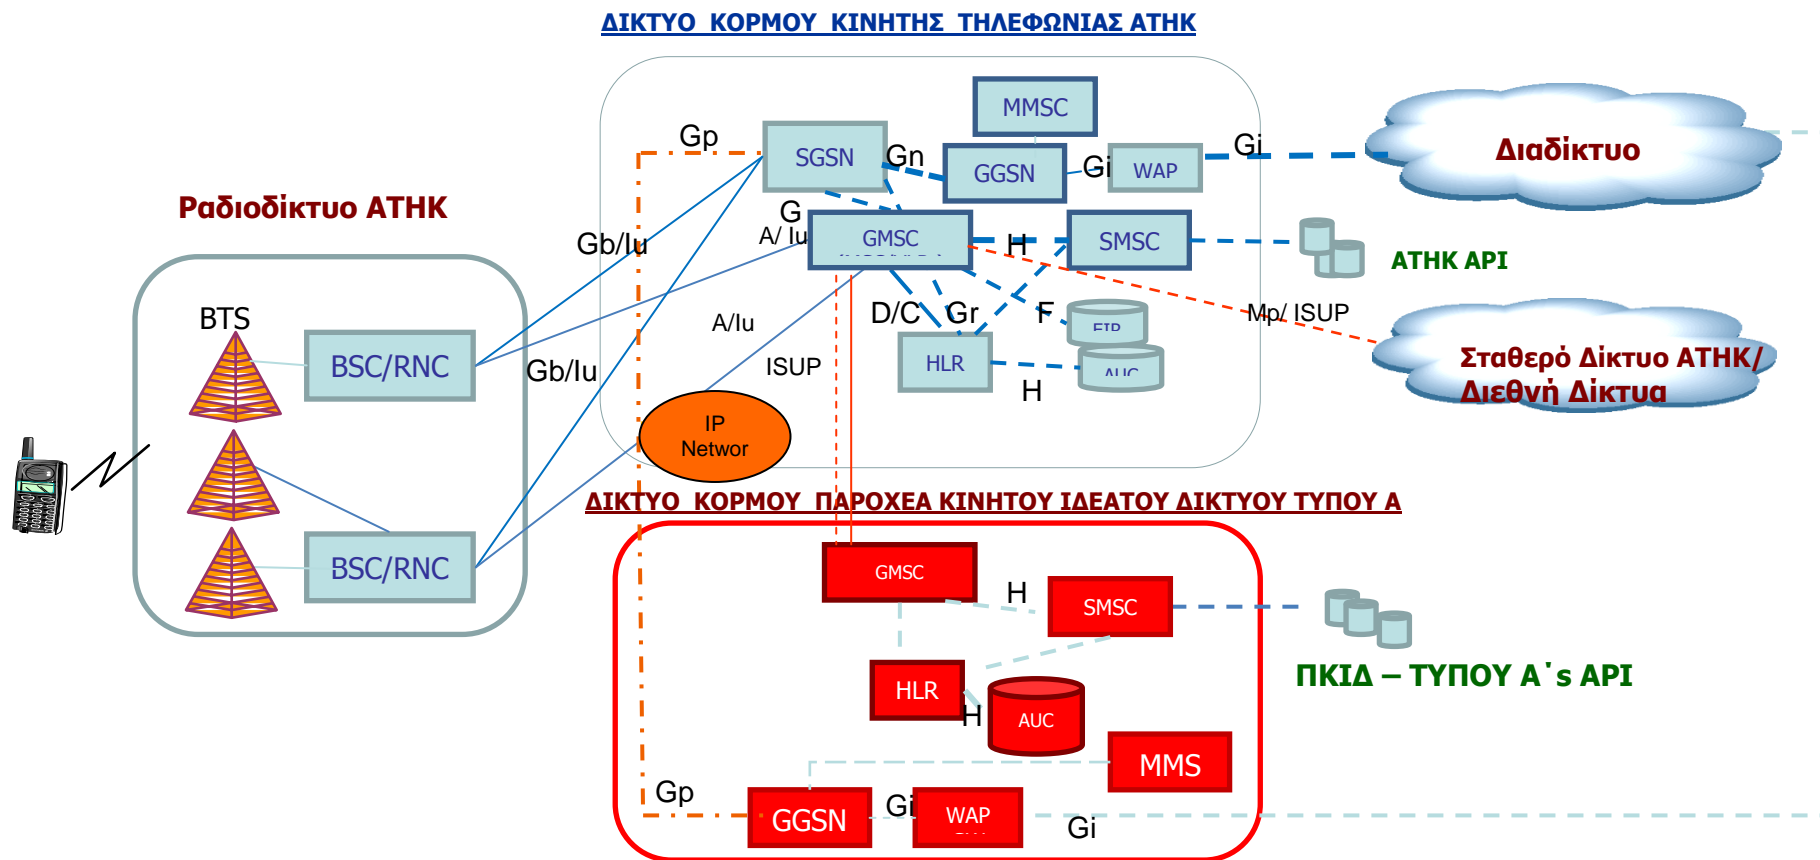 ΔΙΚΤΥΟ ΚΟΡΜΟΥ ΚΙΝΗΤΗΣ ΤΗΛΕΦΩΝΙΑΣ ΑΤΗΚ
MMSC
Gp
SGSN
Gn
GGSN
Gi
WAP
Gi
Διαδίκτυο
Ραδιοδίκτυο ΑΤΗΚ
G
Gb/Iu
A/ Iu
GMSC
H
SMSC
ΑΤΗΚ API
BTS
BSC/RNC
A/Iu
D/C
Gr
F
Mp/ ISUP
HLR
AUC
H
Gb/Iu
ISUP
Σταθερό Δίκτυο ΑΤΗΚ/
Διεθνή Δίκτυα
IP
Networ
ΔΙΚΤΥΟ ΚΟΡΜΟΥ ΠΑΡΟΧΕΑ ΚΙΝΗΤΟΥ ΙΔΕΑΤΟΥ ΔΙΚΤΥΟΥ ΤΥΠΟΥ Α
BSC/RNC
GMSC
H
SMSC
HLR
H
AUC
ΠΚΙΔ – ΤΥΠΟΥ Α΄s API
MMS
Gp
GGSN
Gi
WAP
Gi